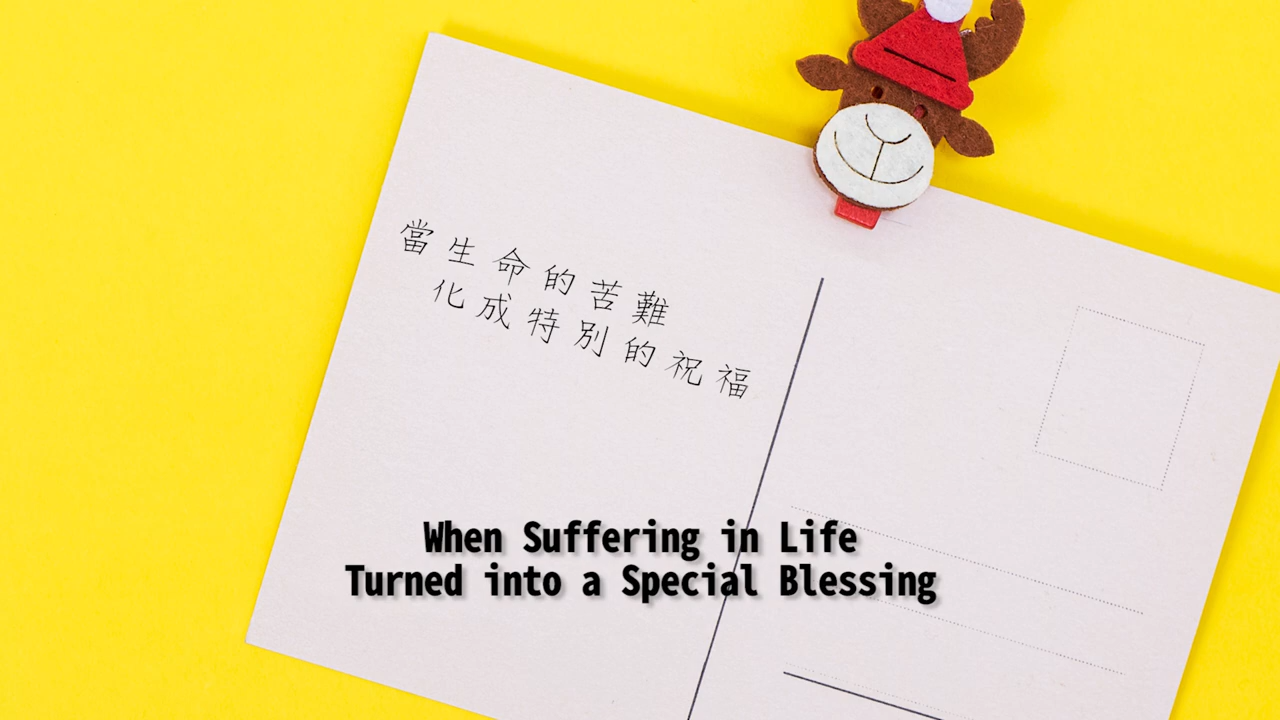 當生命的苦難
化成特別的祝福
When Suffering in Life
Turned into a Special Blessing